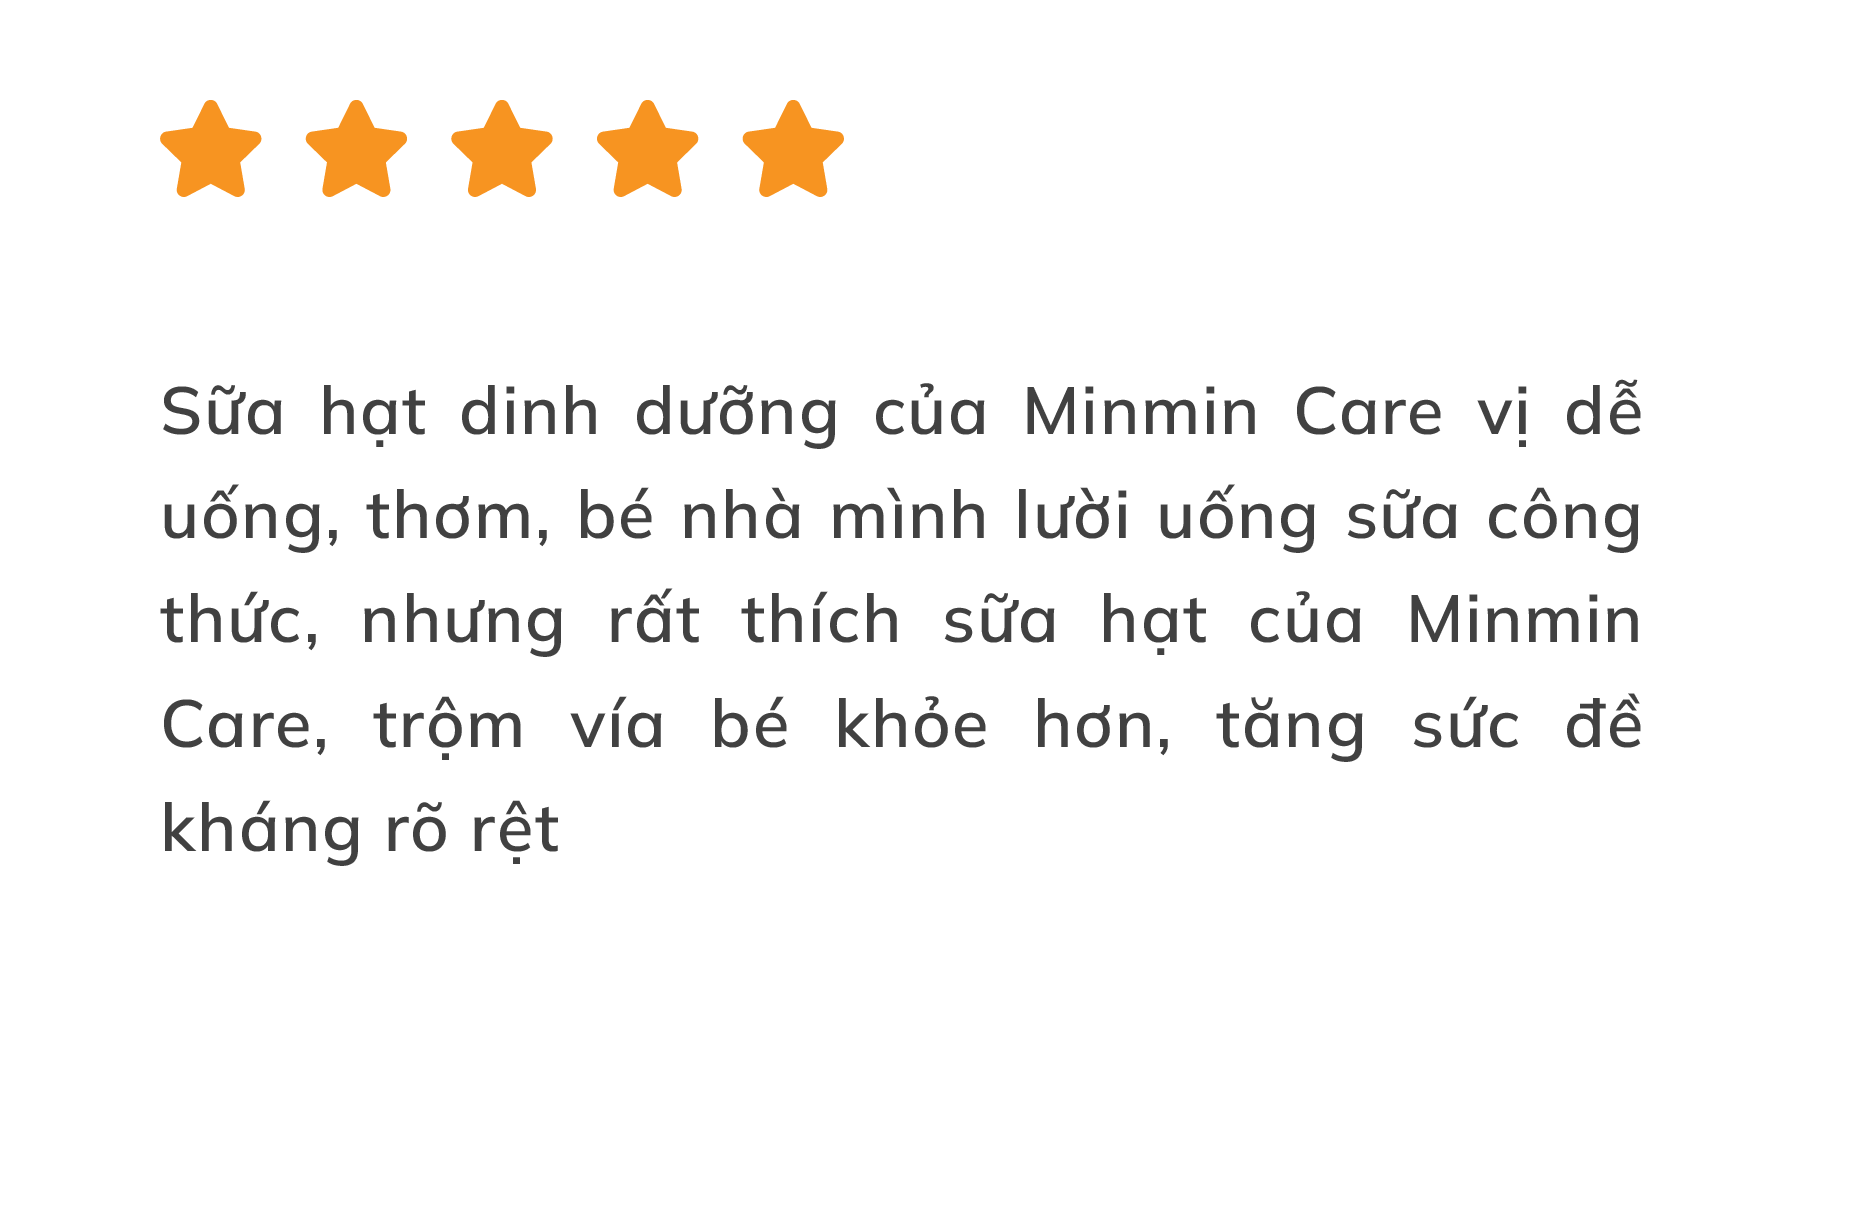 Sữa hạt dinh dưỡng của Minmin Care vị dễ
uống, thơm, bé nhà mình lười uống sữa công
thức, nhưng rất thích sữa hạt của Minmin
Care, trộm vía bé khỏe hơn, tăng sức đề
kháng rõ rệt